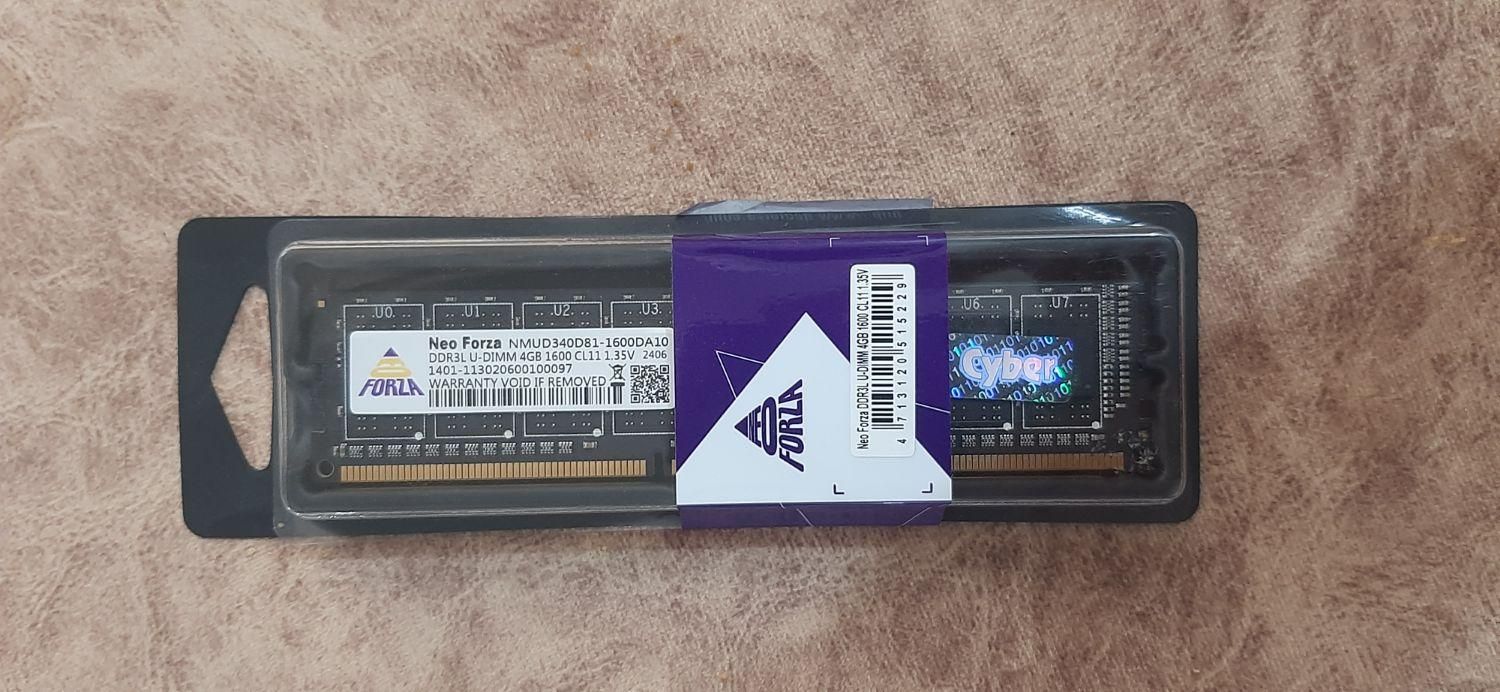 U0
U1
U2
U3
U6
U7
FORZA
Neo Forza NMUD340D81-1600DA10
DDR3L U-DIMM 4GB 1600 CL11 1.35V 2406
1401-113020600100097
WARRANTY VOID IF REMOVED
NEO
FORZA
Neo Forza DDR3L U-DIMM 4GB 1600 CL11 1.35V
4 713120 515229
Cyber